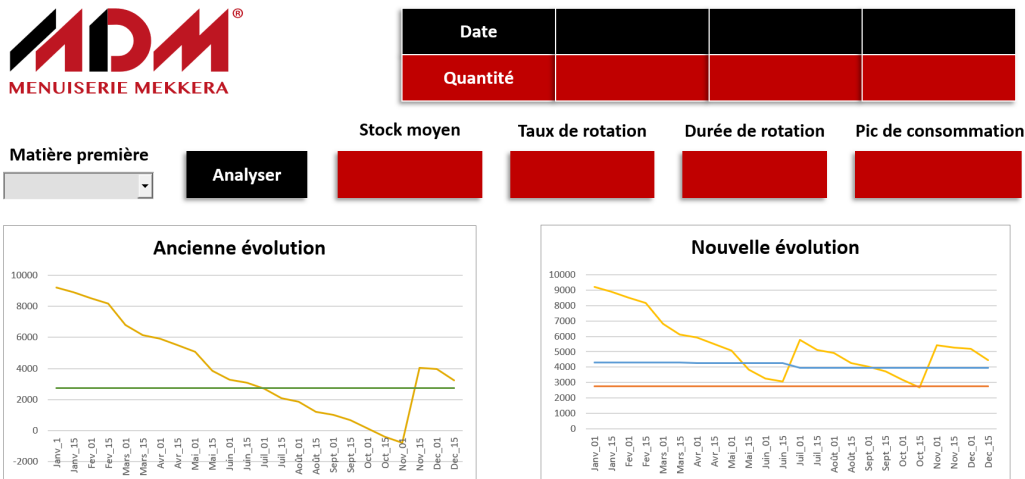 MDM®
MENUISERIE MEKKERA
Date
Quantité
Matière première
Analyser
Stock moyen
Taux de rotation
Durée de rotation
Pic de consommation
Ancienne évolution
10000
8000
6000
4000
2000
0
-2000
Janv_1
Janv_15
Fev_01
Fev_15
Mars_01
Mars_15
Avr_01
Avr_15
Mai_01
Mai_15
Juin_01
Juin_15
Juil_01
Juil_15
Août_01
Août_15
Sept_01
Sept_15
Oct_01
Oct_15
Nov_01
Nov_15
Dec_01
Dec_15
Nouvelle évolution
10000
9000
8000
7000
6000
5000
4000
3000
2000
1000
0
Janv_01
Janv_15
Fev_01
Fev_15
Mars_01
Mars_15
Avr_01
Avr_15
Mai_01
Mai_15
Juin_01
Juin_15
Juil_01
Juil_15
Août_01
Août_15
Sept_01
Sept_15
Oct_01
Oct_15
Nov_01
Nov_15
Dec_01
Dec_15